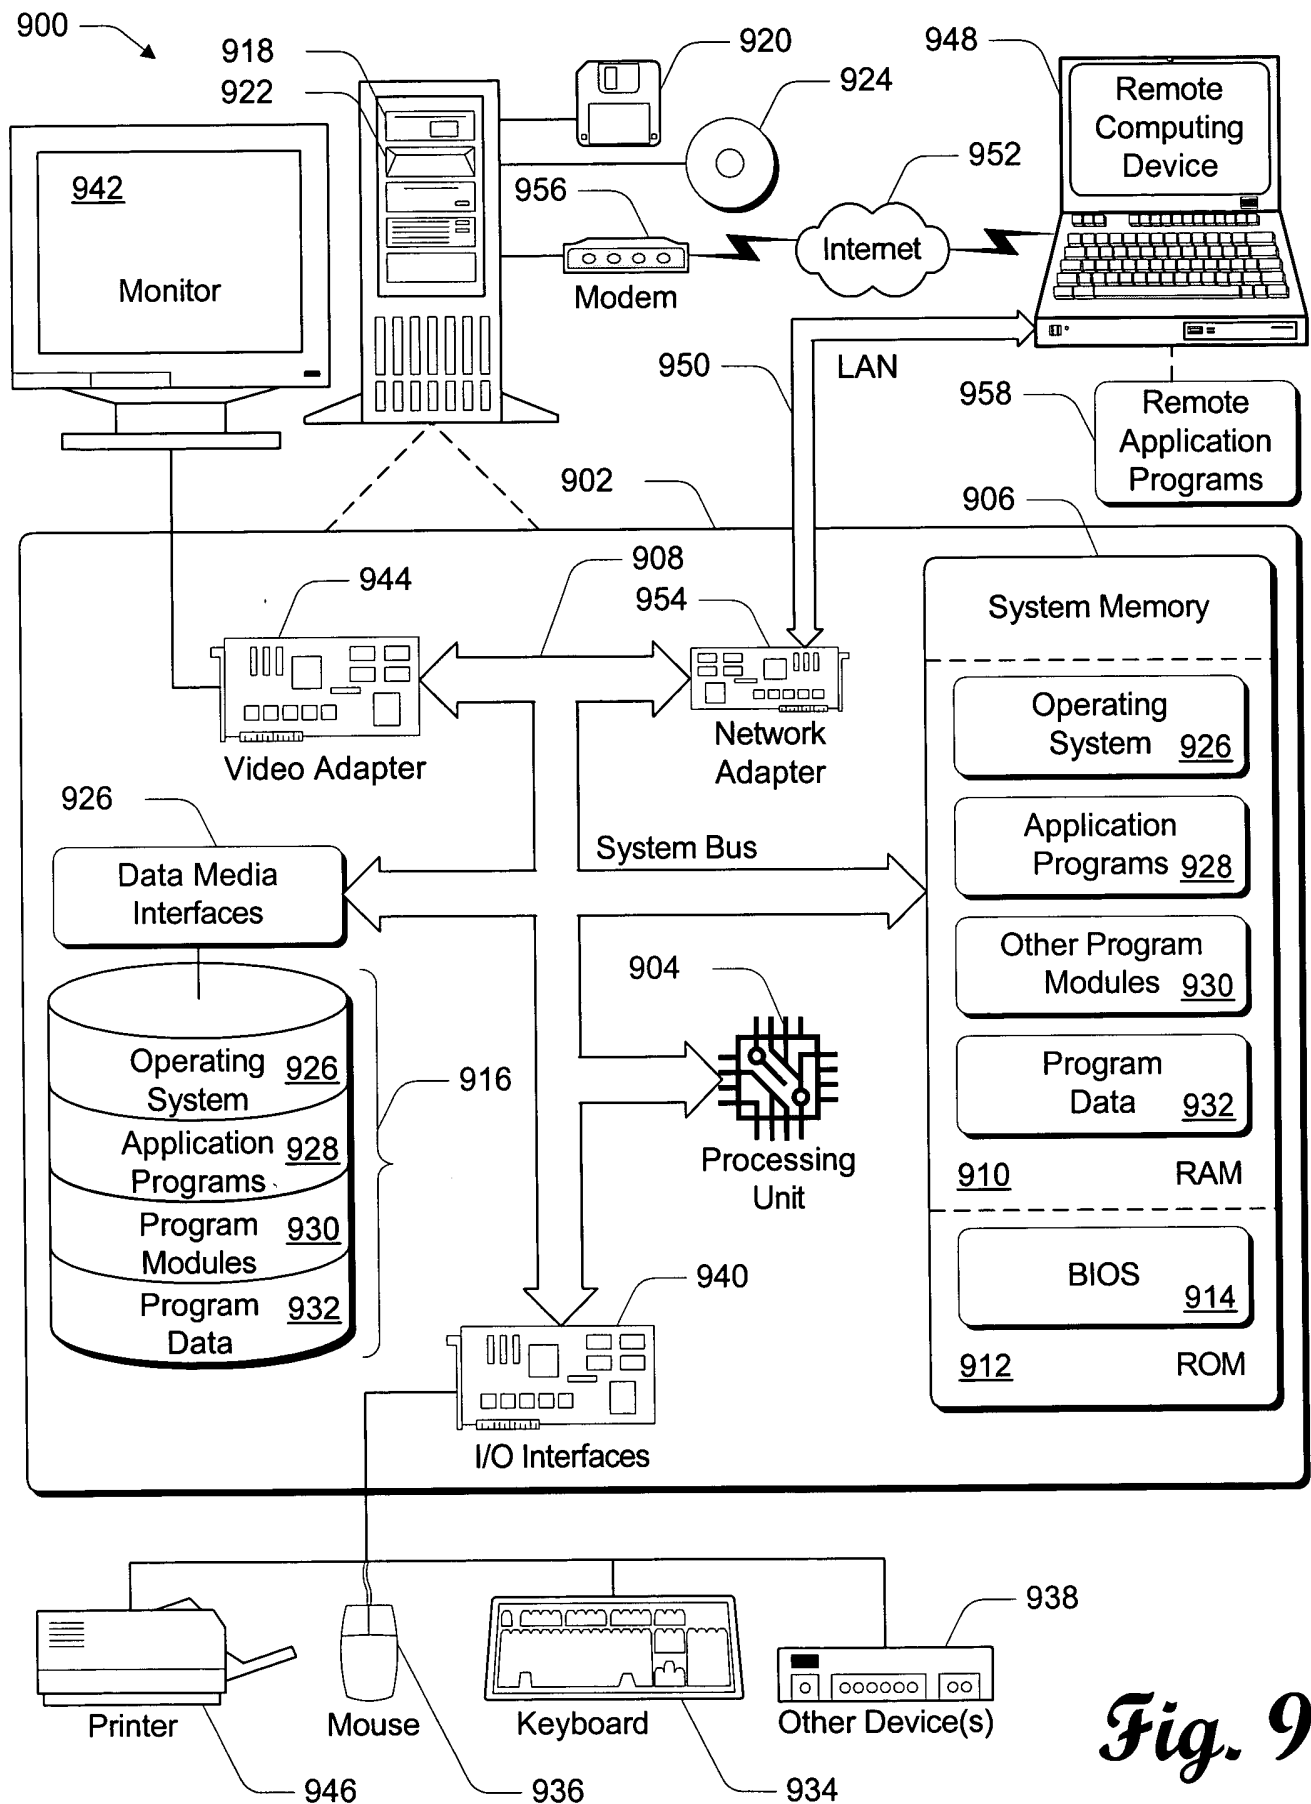 900
918
922
920
924
948
Remote
Computing
Device
942
Monitor
956
Modem
952
Internet
950
LAN
958
Remote
Application
Programs
902
906
908
944
954
Video Adapter
Network
Adapter
System Memory
Operating
System 926
Application
Programs 928
Other Program
Modules 930
Program
Data 932
910 RAM
BIOS
914
912 ROM
926
Data Media
Interfaces
System Bus
904
Processing
Unit
Operating
System 926
Application
Programs 928
Program
Modules 930
Program
Data 932
916
940
I/O Interfaces
938
Printer
Mouse
Keyboard
Other Device(s)
946
936
934
Fig. 9